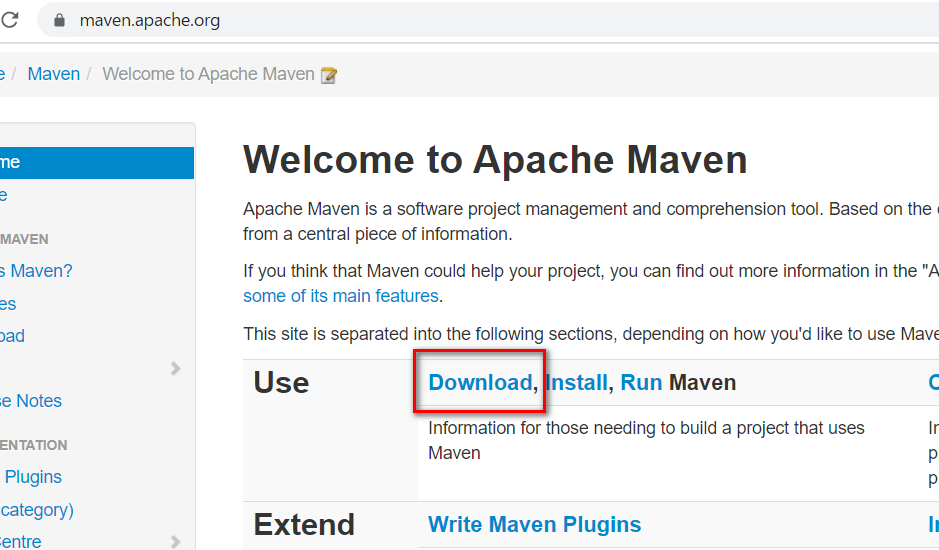 maven.apache.org
e / Maven / Welcome to Apache Maven
me
e
MAVEN
s Maven?
es
oad
se Notes
ENTATION
Plugins
category)
Centre
Welcome to Apache Maven
Apache Maven is a software project management and comprehension tool. Based on the
from a central piece of information.
If you think that Maven could help your project, you can find out more information in the "A
some of its main features.
This site is separated into the following sections, depending on how you'd like to use Mave
Use
Download, Install, Run Maven
Information for those needing to build a project that uses
Maven
I
p
p
Extend
Write Maven Plugins